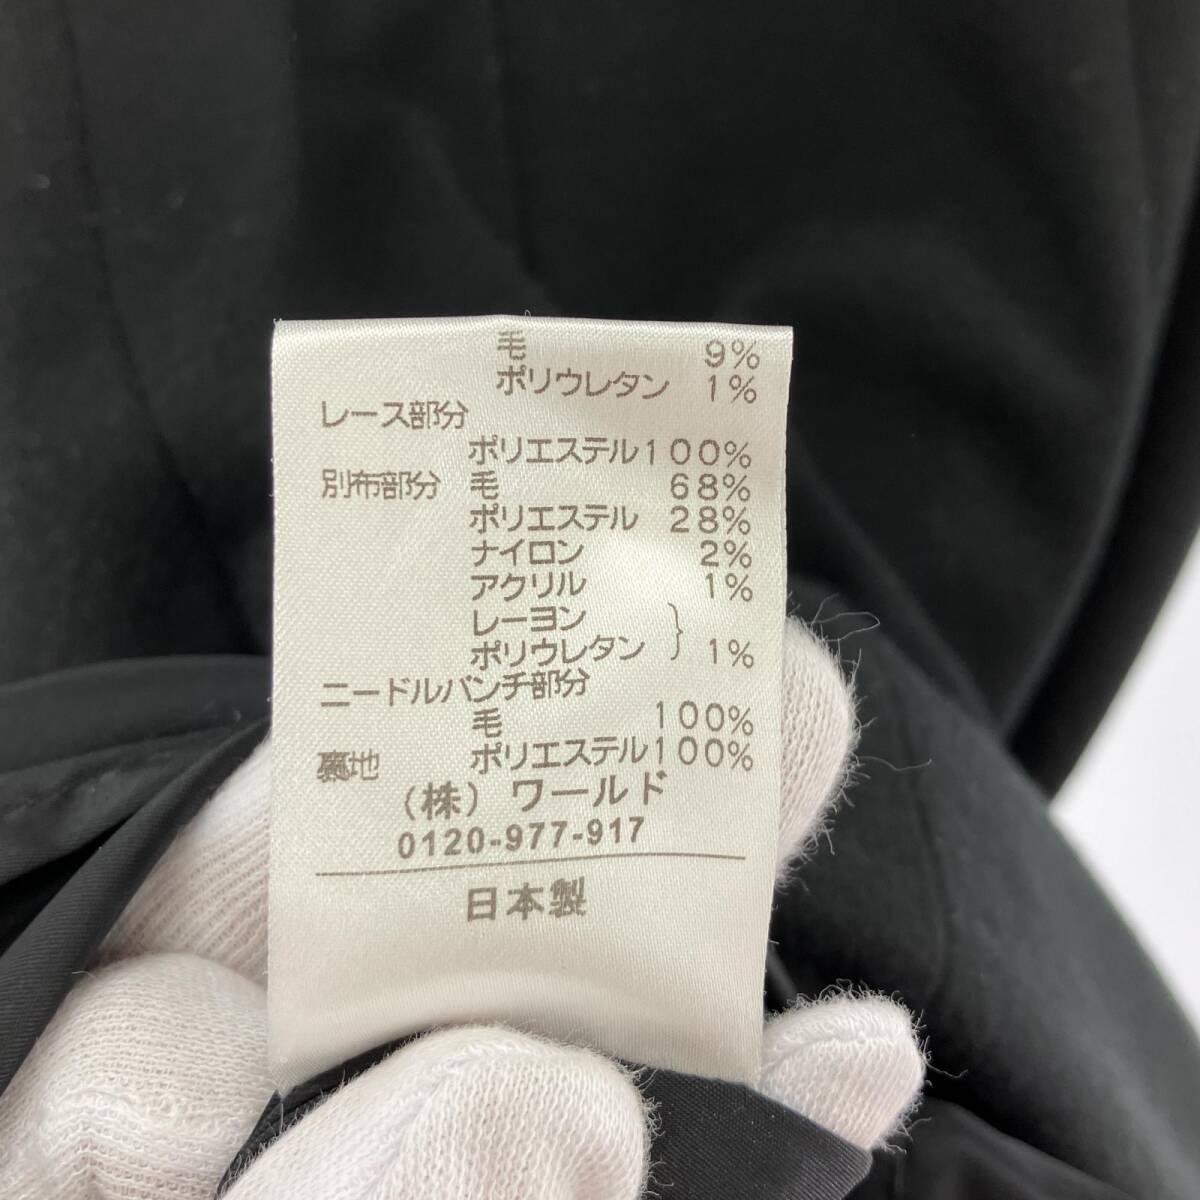 毛 9%
ポリウレタン 1%
レース部分
ポリエステル100%
別布部分 毛 68%
ポリエステル 28%
ナイロン 2%
アクリル 1%
レーヨン }
ポリウレタン 1%
ニードルパンチ部分
毛 100%
裏地 ポリエステル100%
(株) ワールド
0120-977-917
日本製